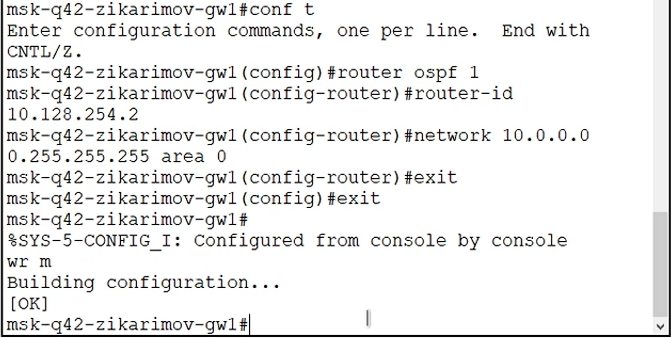 msk-q42-zikarimov-gw1#conf t
Enter configuration commands, one per line.  End with
CNTL/Z.
msk-q42-zikarimov-gw1(config)#router ospf 1
msk-q42-zikarimov-gw1(config-router)#router-id
10.128.254.2
msk-q42-zikarimov-gw1(config-router)#network 10.0.0.0
0.255.255.255 area 0
msk-q42-zikarimov-gw1(config-router)#exit
msk-q42-zikarimov-gw1(config)#exit
msk-q42-zikarimov-gw1#
%SYS-5-CONFIG_I: Configured from console by console
wr m
Building configuration...
[OK]
msk-q42-zikarimov-gw1#